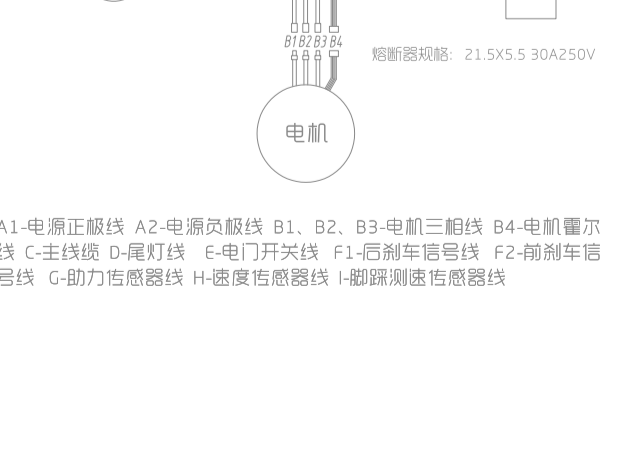 B1 B2 B3 B4
熔断器规格: 21.5X5.5 30A250V
电机
A1-电源正极线 A2-电源负极线 B1、B2、B3-电机三相线 B4-电机霍尔
线 C-主线缆 D-尾灯线 E-电门开关线 F1-后刹车信号线 F2-前刹车信
号线 G-助力传感器线 H-速度传感器线 I-脚踩测速传感器线